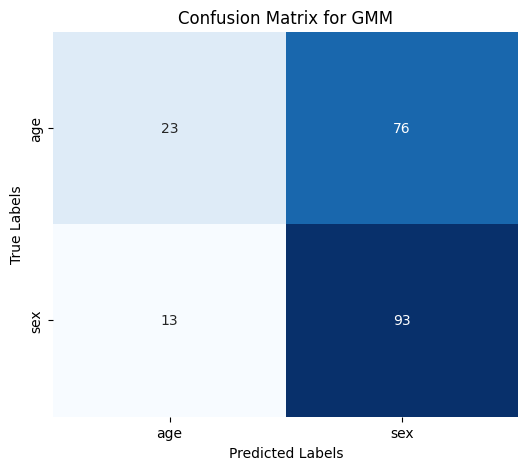 Confusion Matrix for GMM
True Labels
age
23
76
sex
13
93
age
sex
Predicted Labels